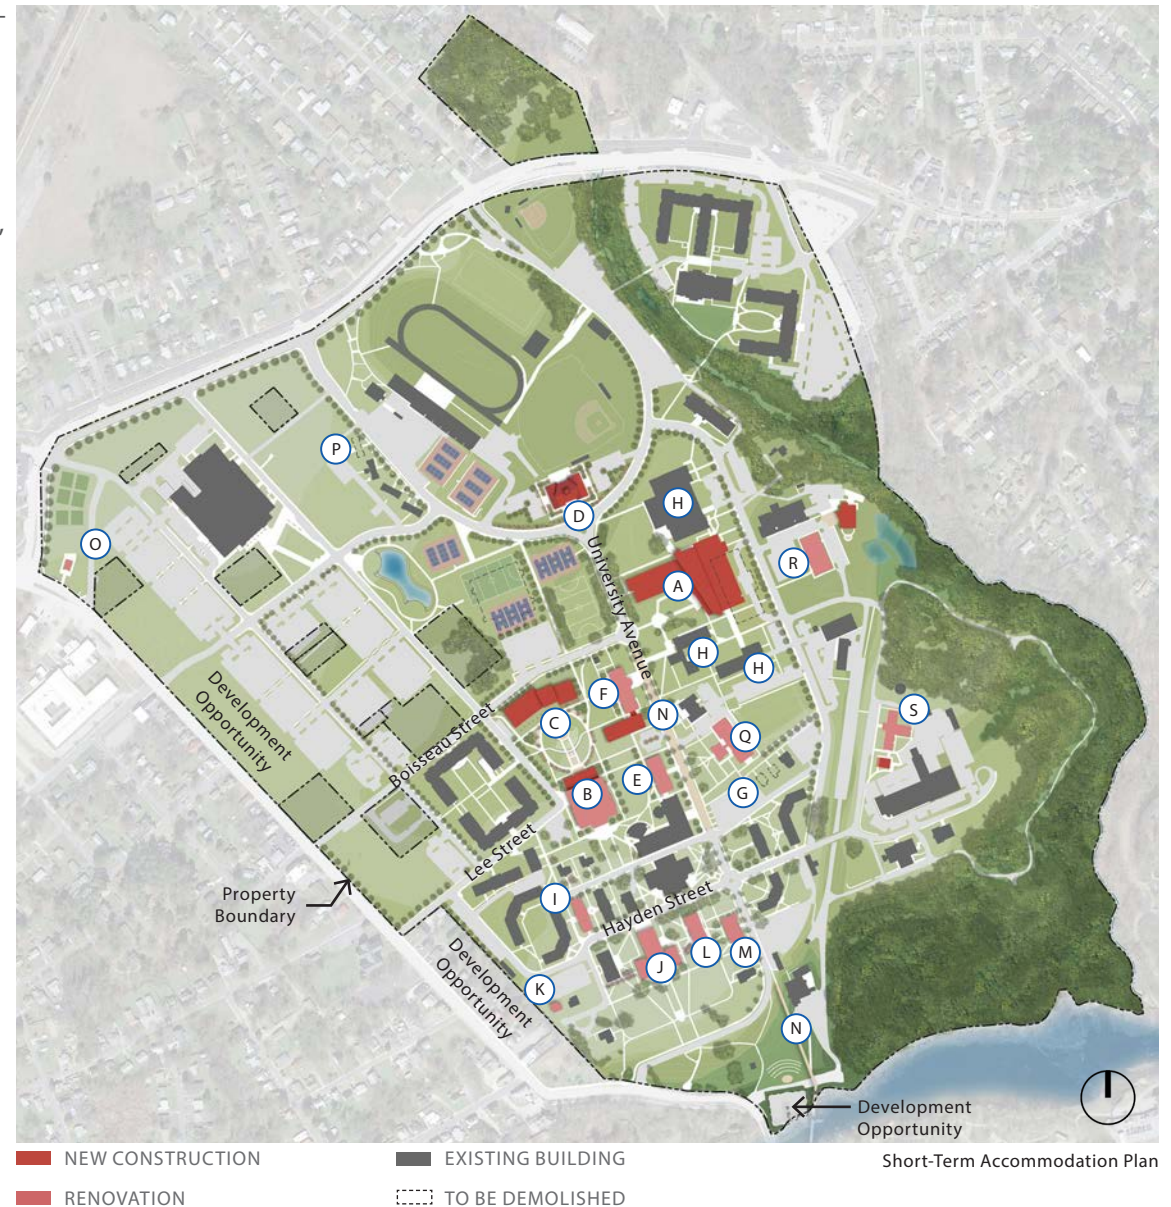 P
D
H
O
University Avenue
A
R
H
H
F
S
Development
Opportunity
C
N
Boisseau Street
Q
E
B
G
Lee Street
Property
Boundary
I
Hayden Street
L
M
J
Development
Opportunity
K
N
Development
Opportunity
NEW CONSTRUCTION
EXISTING BUILDING
Short-Term Accommodation Plan
RENOVATION
TO BE DEMOLISHED